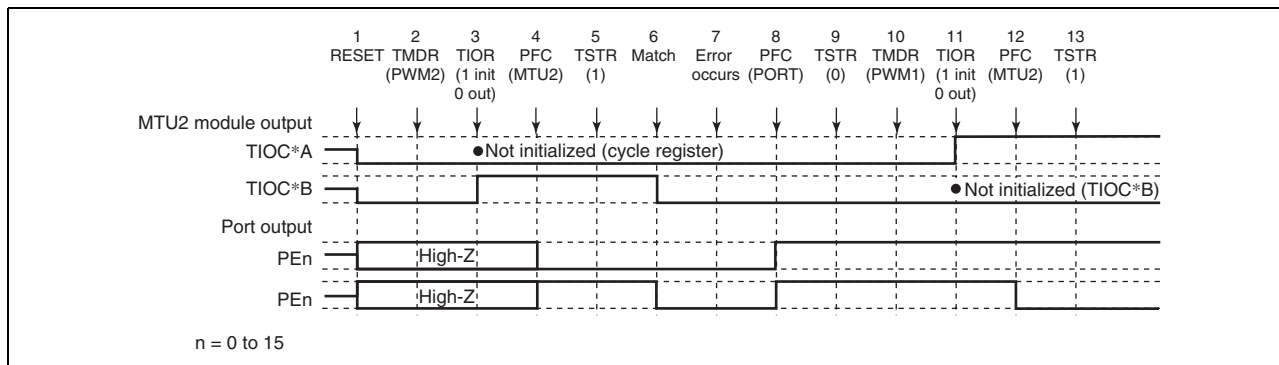 1 2 3 4 5 6 7 8 9 10 11 12 13
RESET TMDR TIOR PFC TSTR Match Error PFC TSTR TMDR TIOR PFC TSTR
(PWM2) (1 init (MTU2) (1) occurs (PORT) (0) (PWM1) (1 init (MTU2) (1)
0 out) 0 out)
MTU2 module output
TIOC*A ●Not initialized (cycle register)
TIOC*B ● Not initialized (TIOC*B)
Port output
PEn High-Z
PEn High-Z
n = 0 to 15